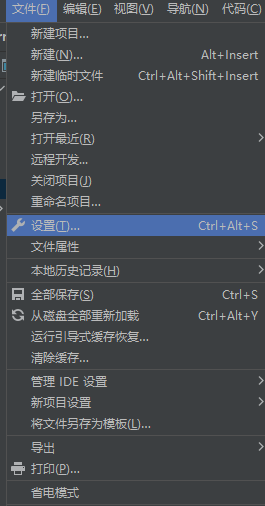 文件(F) 编辑(E) 视图(V) 导航(N) 代码(C)
新建项目...
新建(N)... Alt+Insert
新建临时文件 Ctrl+Alt+Shift+Insert
打开(O)...
另存为...
打开最近(R)
远程开发...
关闭项目(J)
重命名项目...
设置(T)... Ctrl+Alt+S
文件属性
本地历史记录(H)
全部保存(S) Ctrl+S
从磁盘全部重新加载 Ctrl+Alt+Y
运行引导式缓存恢复...
清除缓存...
管理 IDE 设置
新项目设置
将文件另存为模板(L)...
导出
打印(P)...
省电模式